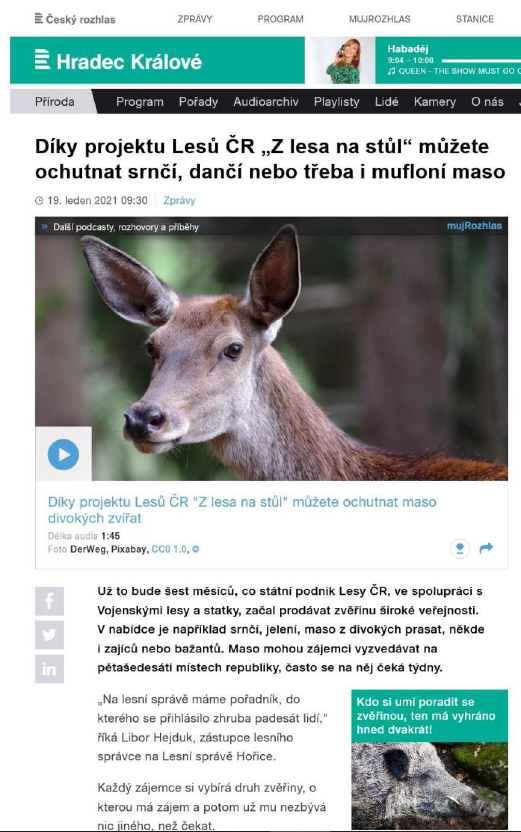 Český rozhlas
ZPRÁVY
PROGRAM
MUJROZHLAS
STANICE
Hradec Králové
Habaděj
9:04 – 10:00
QUEEN - THE SHOW MUST GO
Příroda
Program
Pořady
Audioarchiv
Playlisty
Lidé
Kamery
O nás
Díky projektu Lesů ČR „Z lesa na stůl“ můžete
ochutnat srnčí, dančí nebo třeba i mufloní maso
19. leden 2021 09:30
Zprávy
» Další podcasty, rozhovory a příběhy
mujRozhlas
Díky projektu Lesů ČR "Z lesa na stůl" můžete ochutnat maso
divokých zvířat
Délka audia 1:45
Foto DerWeg, Pixabay, CC0 1.0, ©
Už to bude šest měsíců, co státní podnik Lesy ČR, ve spolupráci s
Vojenskými lesy a statky, začal prodávat zvěřinu široké veřejnosti.
V nabídce je například srnčí, jelení, maso z divokých prasat, někde
i zajíců nebo bažantů. Maso mohou zájemci vyzvedávat na
pětašedesáti místech republiky, často se na něj čeká týdny.
„Na lesní správě máme pořadník, do
kterého se přihlásilo zhruba padesát lidí,"
říká Libor Hejduk, zástupce lesního
správce na Lesní správě Hořice.
Každý zájemce si vybírá druh zvěřiny, o
kterou má zájem a potom už mu nezbývá
nic jiného, než čekat.
Kdo si umí poradit se
zvěřinou, ten má vyhráno
hned dvakrát!